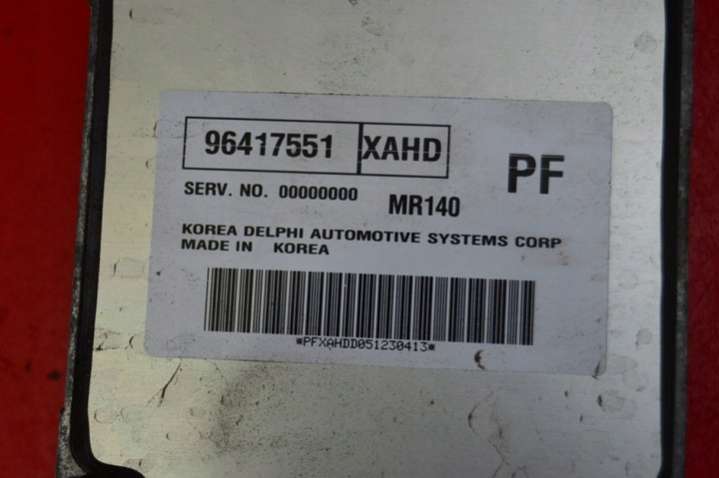 96417551 XAHD PF
SERV. NO. 00000000 MR140
KOREA DELPHI AUTOMOTIVE SYSTEMS CORP
MADE IN KOREA
*PFXAHDD051230413*